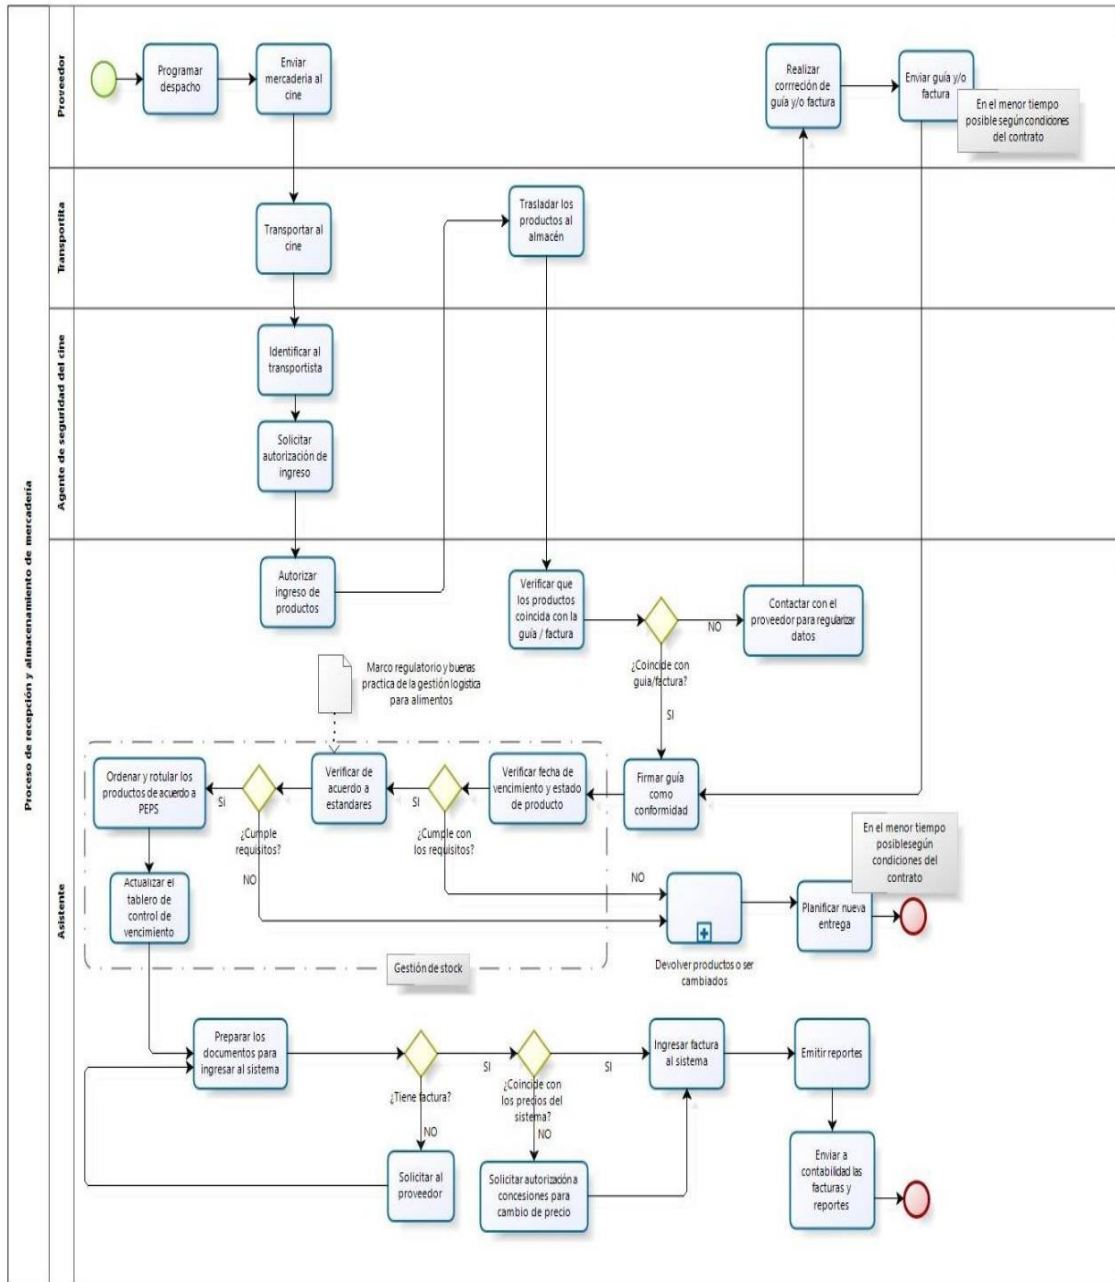 Proceso de recepción y almacenamiento de mercadería
Proveedor
Programar
despacho
Enviar
mercaderia al
cine
Realizar
corrreción de
guía y/o factura
Enviar guía y/o
factura
En el menor tiempo
posible según condiciones
del contrato
Transportita
Transportar al
cine
Trasladar los
productos al
almacén
Agente de seguridad del cine
Identificar al
transportista
Solicitar
autorización de
ingreso
Asistente
Autorizar
ingreso de
productos
Verificar que
los productos
coincida con la
guía / factura
¿Coincide con
guia/factura?
NO
SI
Contactar con el
proveedor para regularizar
datos
Marco regulatorio y buenas
practica de la gestión logística
para alimentos
Firmar guía
como
conformidad
Verificar fecha de
vencimiento y estado
de producto
¿Cumple con
los requisitos?
SI
NO
Verificar de
acuerdo a
estandares
¿Cumple
requisitos?
SI
NO
Ordenar y rotular los
productos de acuerdo a
PEPS
Actualizar el
tablero de
control de
vencimiento
Gestión de stock
Devolver productos o ser
cambiados
Planificar nueva
entrega
En el menor tiempo
posiblesegún
condiciones del
contrato
Preparar los
documentos para
ingresar al sistema
¿Tiene factura?
SI
NO
Solicitar al
proveedor
¿Coincide con
los precios del
sistema?
SI
NO
Solicitar autorización a
concesiones para
cambio de precio
Ingresar factura
al sistema
Emitir reportes
Enviar a
contabilidad las
facturas y
reportes